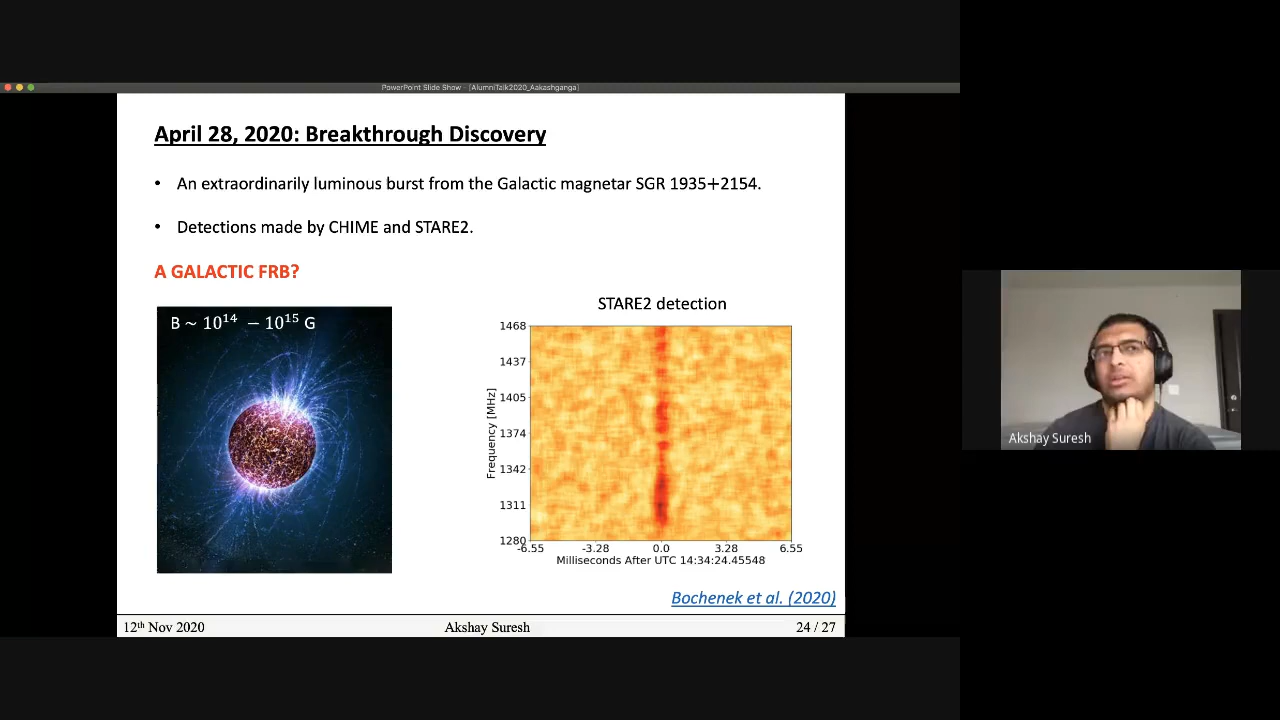 PowerPoint Slide Show - [AlumniTalk2020_Aakashganga]
April 28, 2020: Breakthrough Discovery
• An extraordinarily luminous burst from the Galactic magnetar SGR 1935+2154.
• Detections made by CHIME and STARE2.
A GALACTIC FRB?
B ~ 10¹⁴ – 10¹⁵ G
STARE2 detection
1468
1437
1405
1374
1342
1311
1280
Frequency [MHz]
-6.55 -3.28 0.0 3.28 6.55
Milliseconds After UTC 14:34:24.45548
Bochenek et al. (2020)
12th Nov 2020 Akshay Suresh 24 / 27
Akshay Suresh